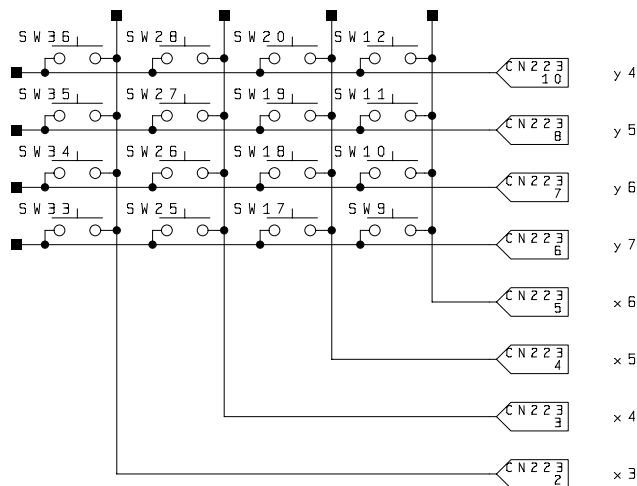 SW36 SW28 SW20 SW12
CN223
10 y4
SW35 SW27 SW19 SW11
CN223
8 y5
SW34 SW26 SW18 SW10
CN223
7 y6
SW33 SW25 SW17 SW9
CN223
6 y7
CN223
5 x6
CN223
4 x5
CN223
3 x4
CN223
2 x3